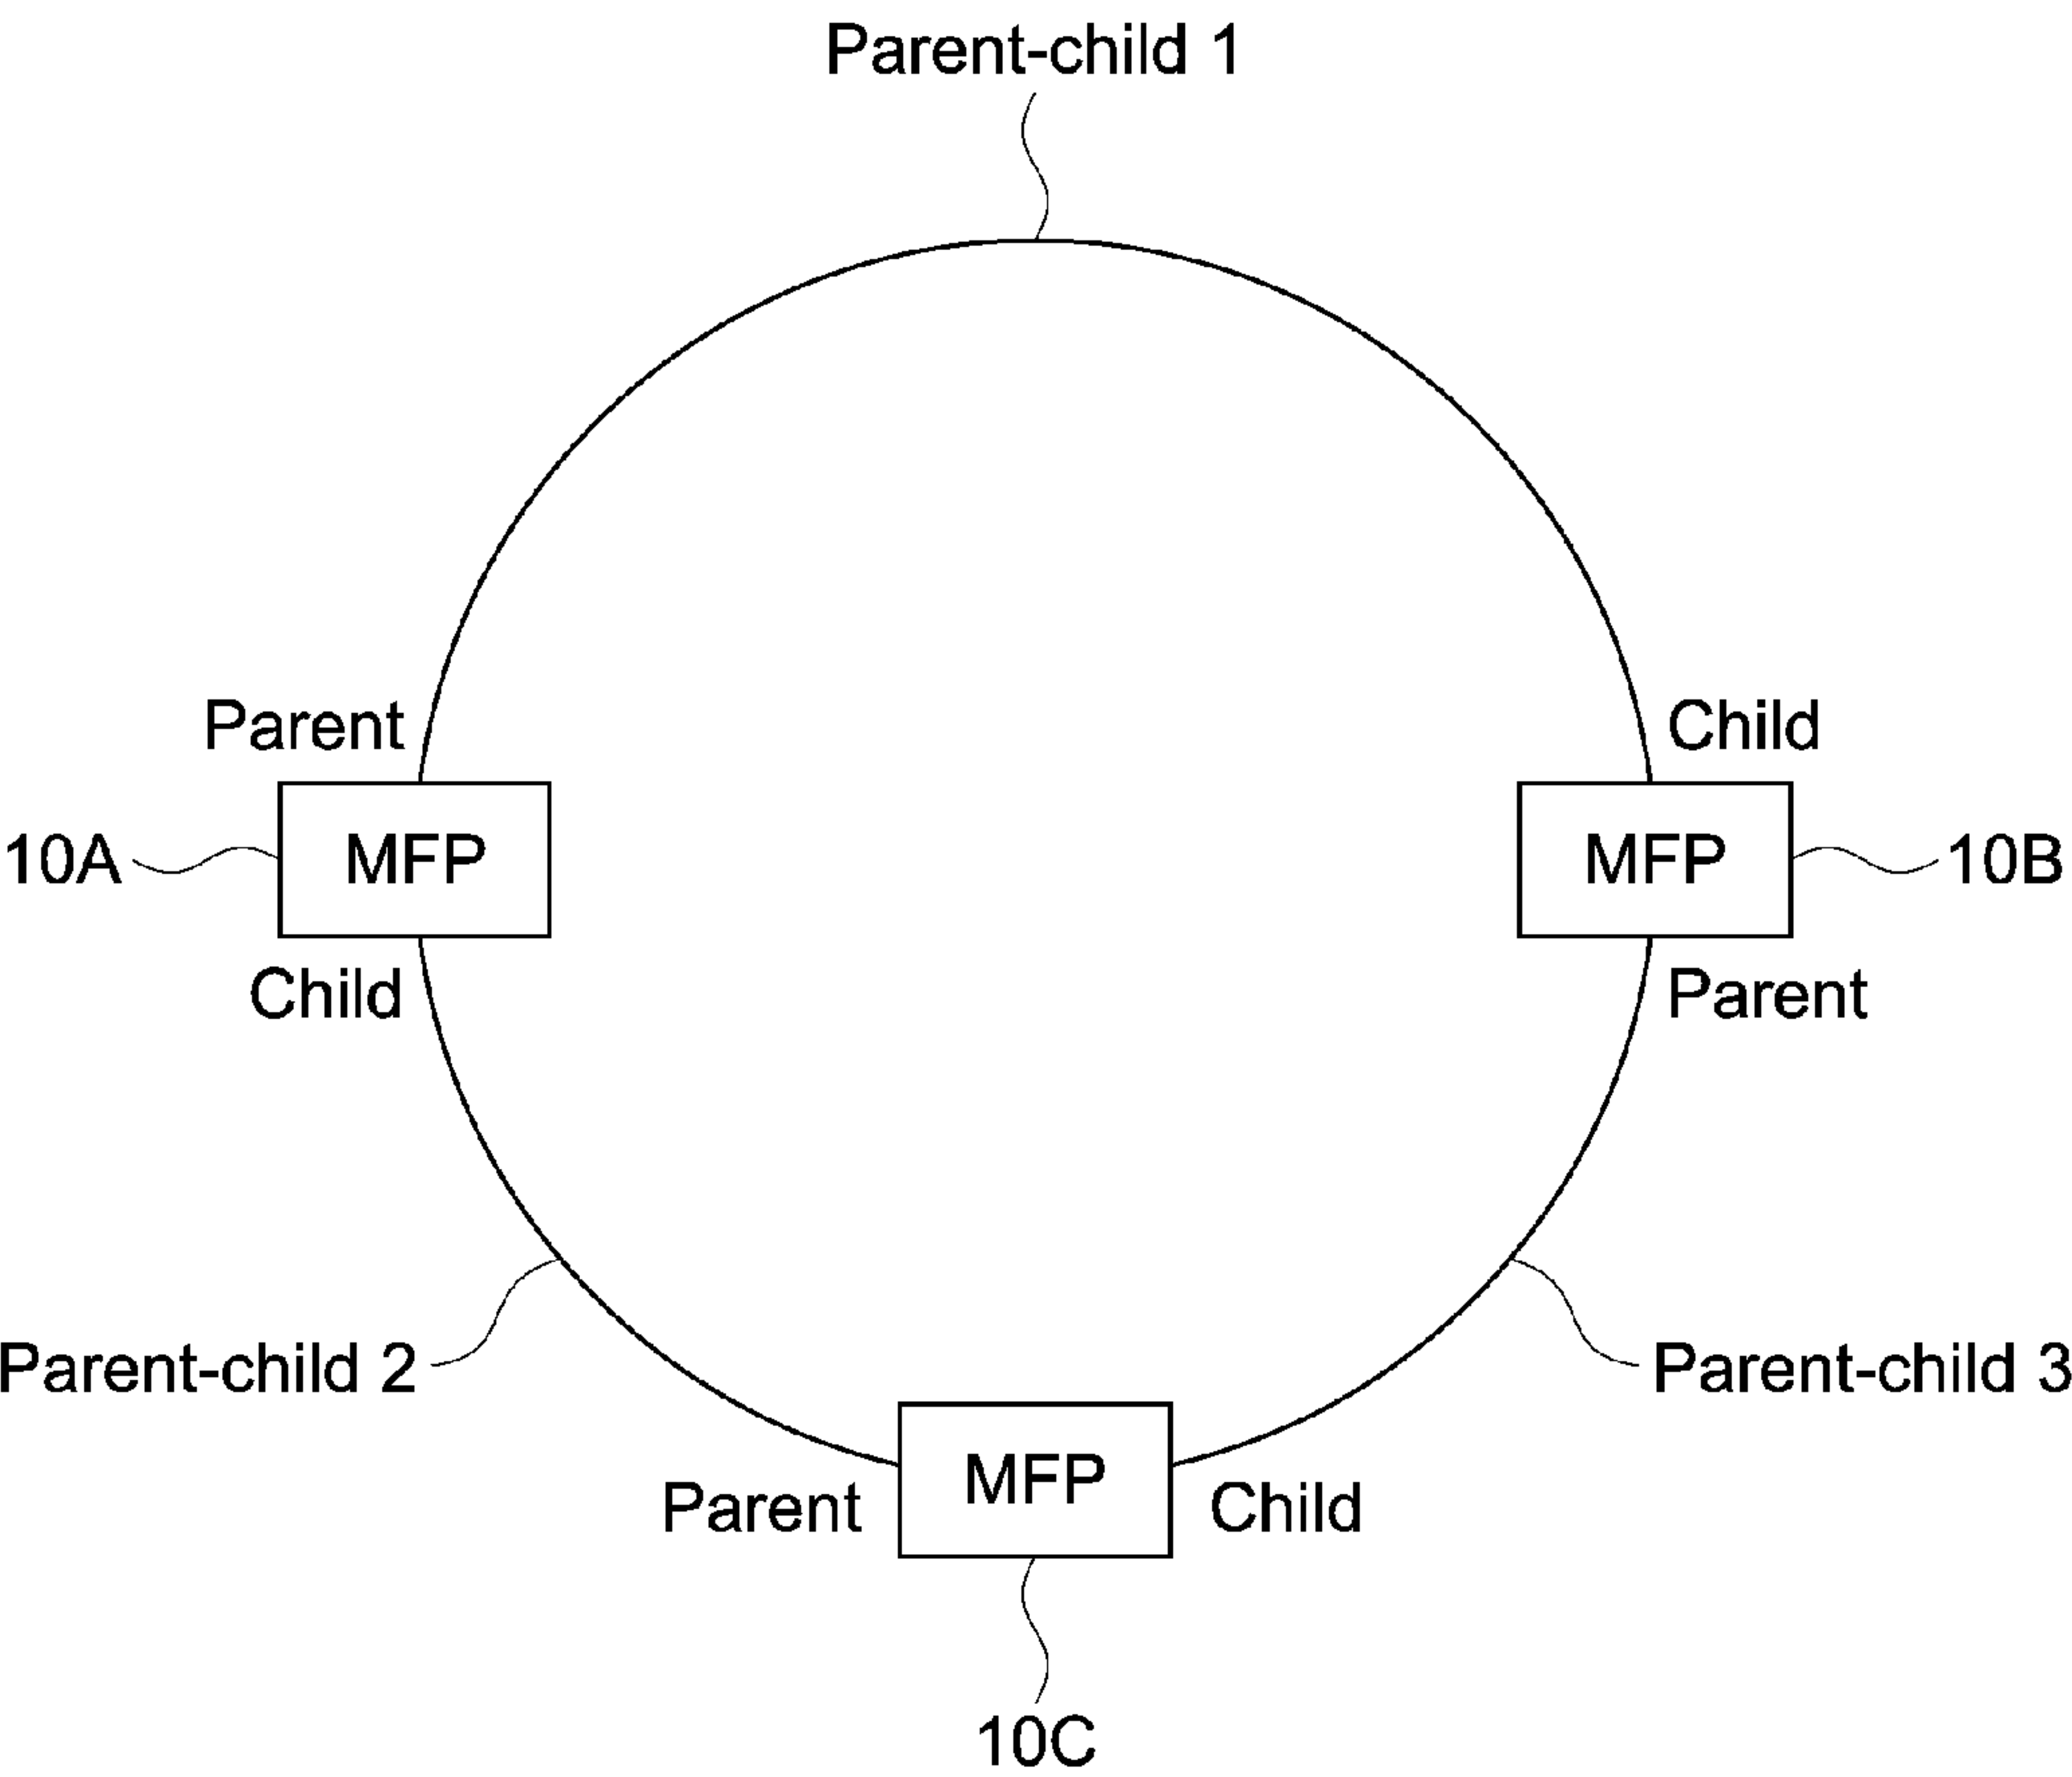 Parent-child 1
Parent
Child
10A
MFP
MFP
10B
Child
Parent
Parent-child 2
Parent-child 3
Parent
MFP
Child
10C